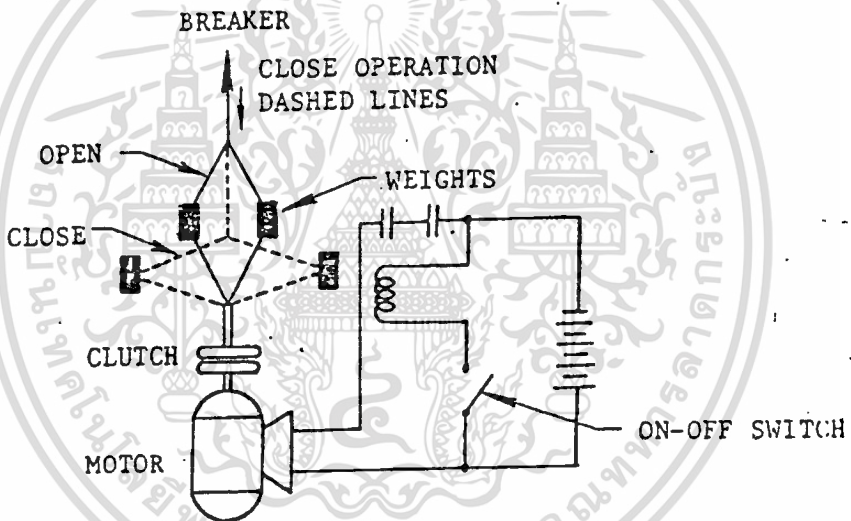 BREAKER
CLOSE OPERATION
DASHED LINES
OPEN
WEIGHTS
CLOSE
CLUTCH
MOTOR
ON-OFF SWITCH